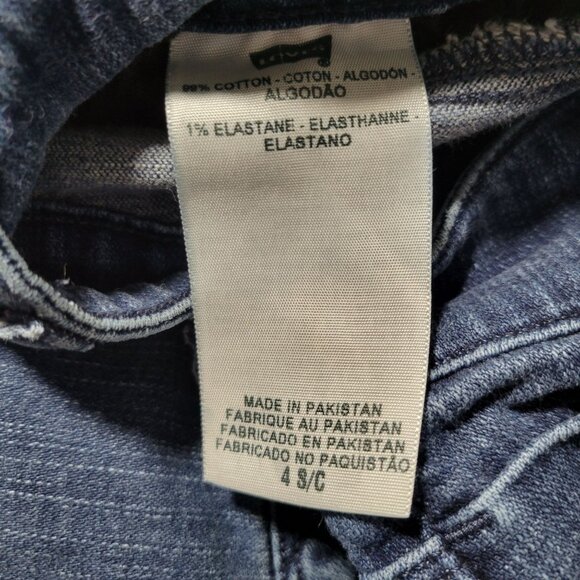 Levi's
99% COTTON - COTON - ALGODÓN -
ALGODÃO
1% ELASTANE - ELASTHANNE -
ELASTANO
MADE IN PAKISTAN
FABRIQUE AU PAKISTAN
FABRICADO EN PAKISTAN
FABRICADO NO PAQUISTÃO
4 S/C